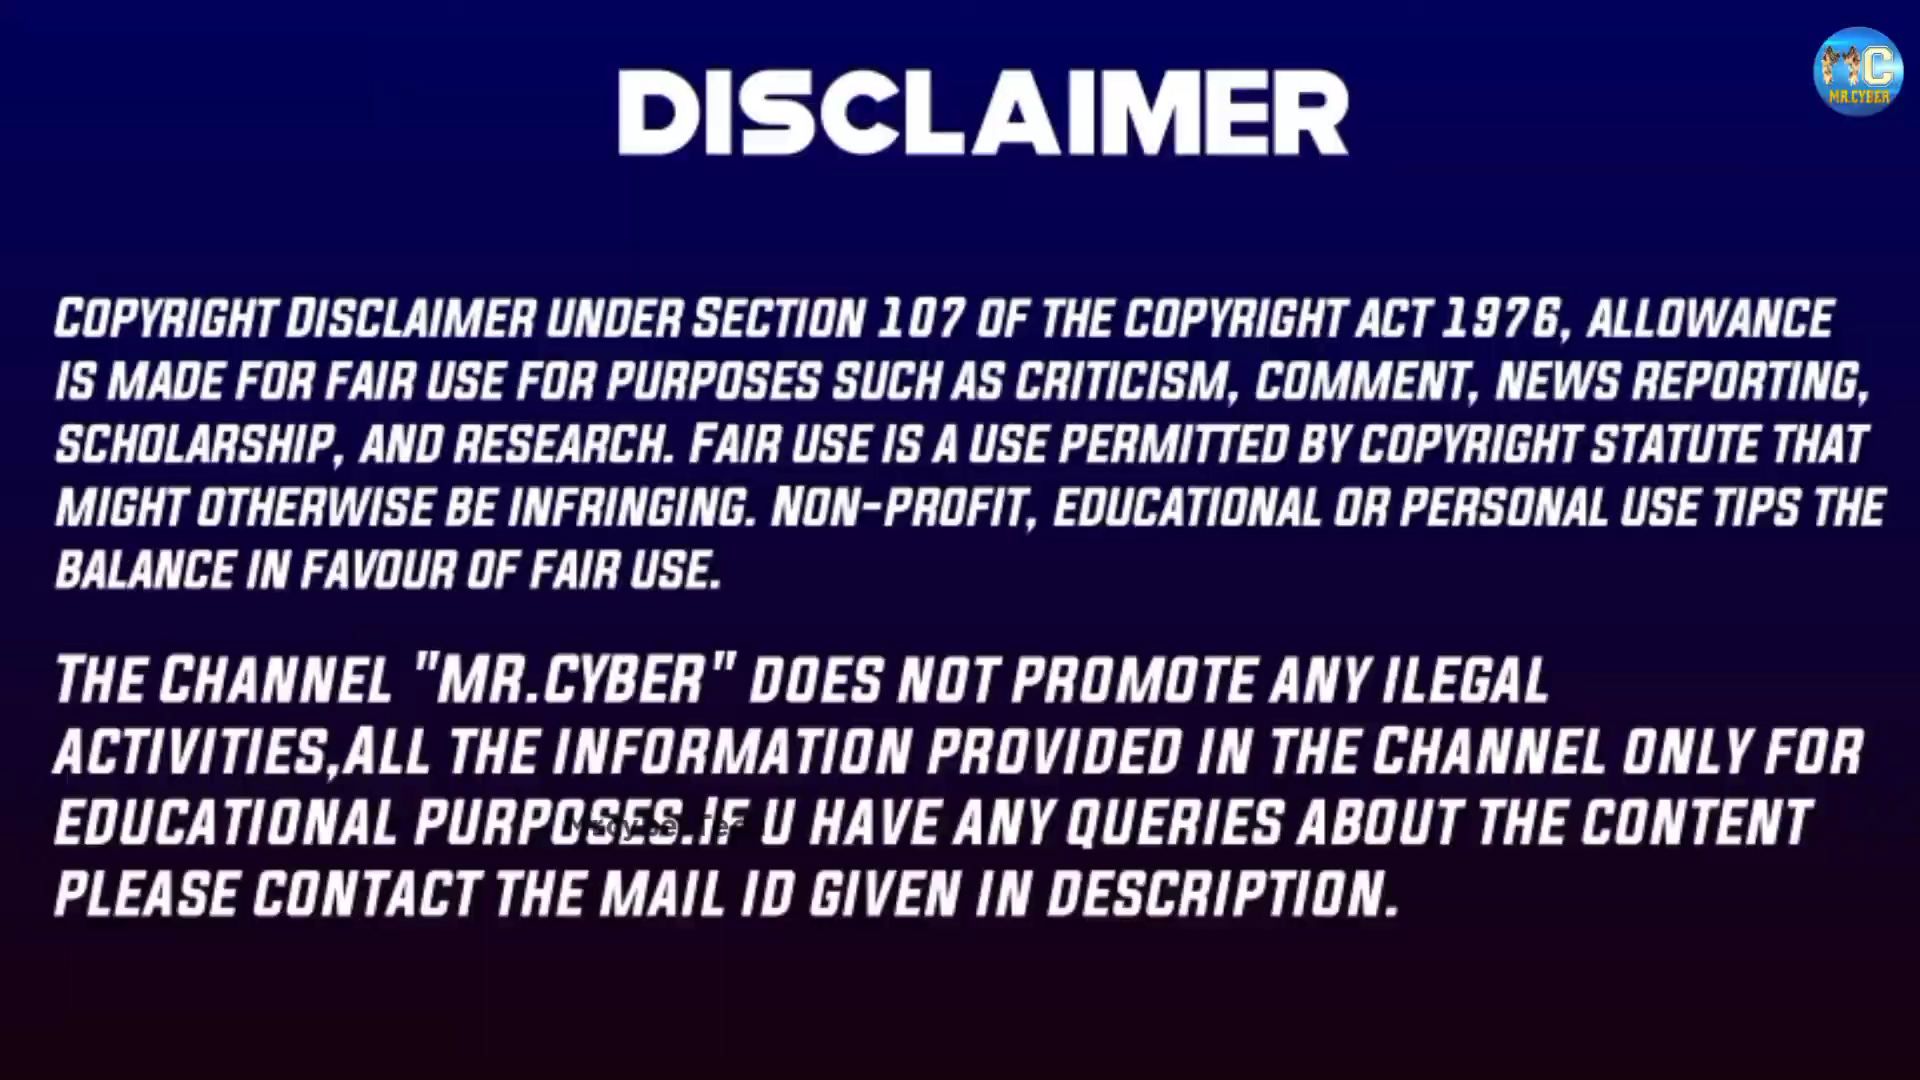 DISCLAIMER
MC
MR.CYBER
COPYRIGHT DISCLAIMER UNDER SECTION 107 OF THE COPYRIGHT ACT 1976, ALLOWANCE
IS MADE FOR FAIR USE FOR PURPOSES SUCH AS CRITICISM, COMMENT, NEWS REPORTING,
SCHOLARSHIP, AND RESEARCH. FAIR USE IS A USE PERMITTED BY COPYRIGHT STATUTE THAT
MIGHT OTHERWISE BE INFRINGING. NON-PROFIT, EDUCATIONAL OR PERSONAL USE TIPS THE
BALANCE IN FAVOUR OF FAIR USE.
THE CHANNEL "MR.CYBER" DOES NOT PROMOTE ANY ILEGAL
ACTIVITIES,ALL THE INFORMATION PROVIDED IN THE CHANNEL ONLY FOR
EDUCATIONAL PURPOSES.IF U HAVE ANY QUERIES ABOUT THE CONTENT
PLEASE CONTACT THE MAIL ID GIVEN IN DESCRIPTION.